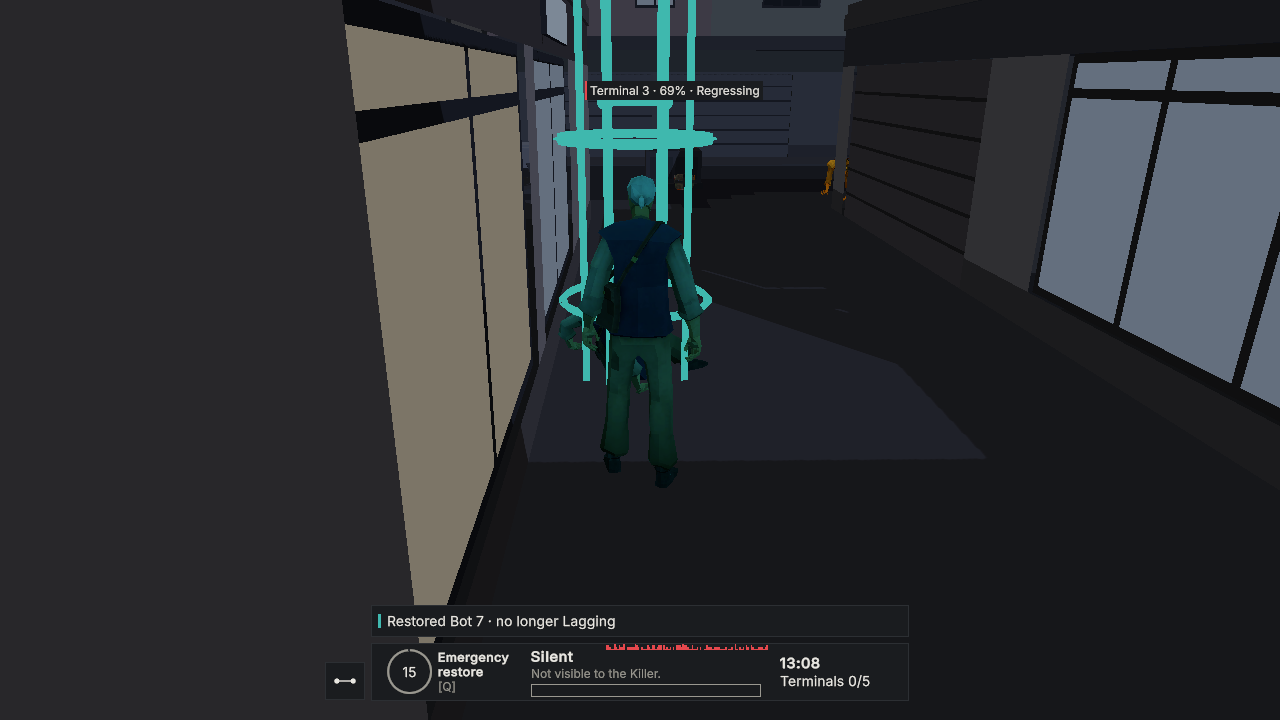 Terminal 3 · 69% · Regressing
Restored Bot 7 · no longer Lagging
15
Emergency restore
[Q]
Silent
Not visible to the Killer.
13:08
Terminals 0/5